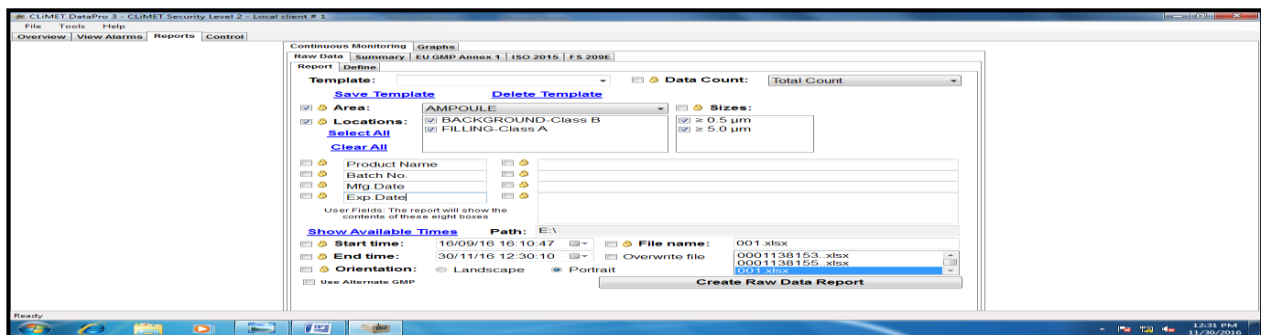 CLiMET DataPro 3 - CLiMET Security Level 2 - Local client # 1
File Tools Help
Overview View Alarms Reports Control
Continuous Monitoring Graphs
Raw Data Summary EU GMP Annex 1 ISO 2015 FS 209E
Report Define
Template: Data Count: Total Count
Save Template Delete Template
Area: AMPOULE Sizes:
Locations: BACKGROUND-Class B ≥ 0.5 µm
Select All FILLING-Class A ≥ 5.0 µm
Clear All
Product Name
Batch No.
Mfg.Date
Exp.Date
User Fields: The report will show the
contents of these eight boxes
Show Available Times Path: E:\
Start time: 16/09/16 16:10:47 File name: 001.xlsx
End time: 30/11/16 12:30:10 Overwrite file 0001138153..xlsx
0001138155..xlsx
Orientation: Landscape Portrait 001.xlsx
Use Alternate GMP Create Raw Data Report
Ready
12:31 PM
11/30/2016